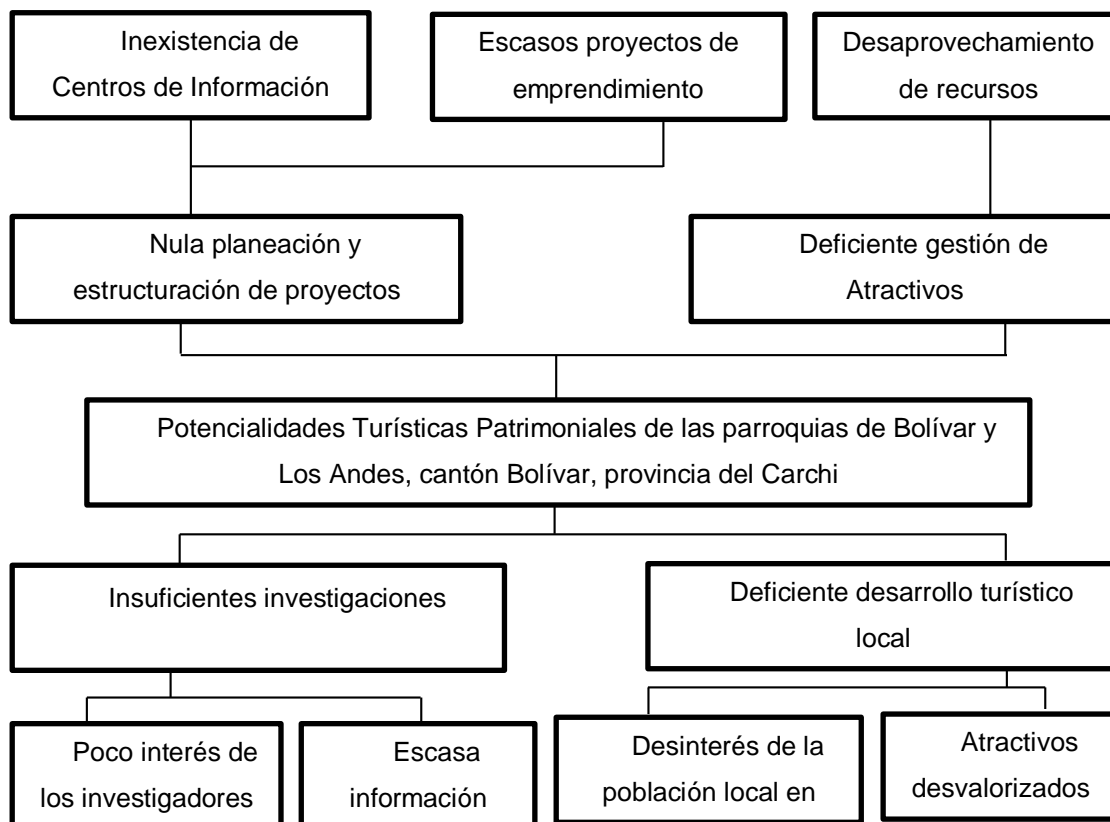 Inexistencia de
Centros de Información
Escasos proyectos de
emprendimiento
Desaprovechamiento
de recursos
Nula planeación y
estructuración de proyectos
Deficiente gestión de
Atractivos
Potencialidades Turísticas Patrimoniales de las parroquias de Bolívar y
Los Andes, cantón Bolívar, provincia del Carchi
Insuficientes investigaciones
Deficiente desarrollo turístico
local
Poco interés de
los investigadores
Escasa
información
Desinterés de la
población local en
Atractivos
desvalorizados